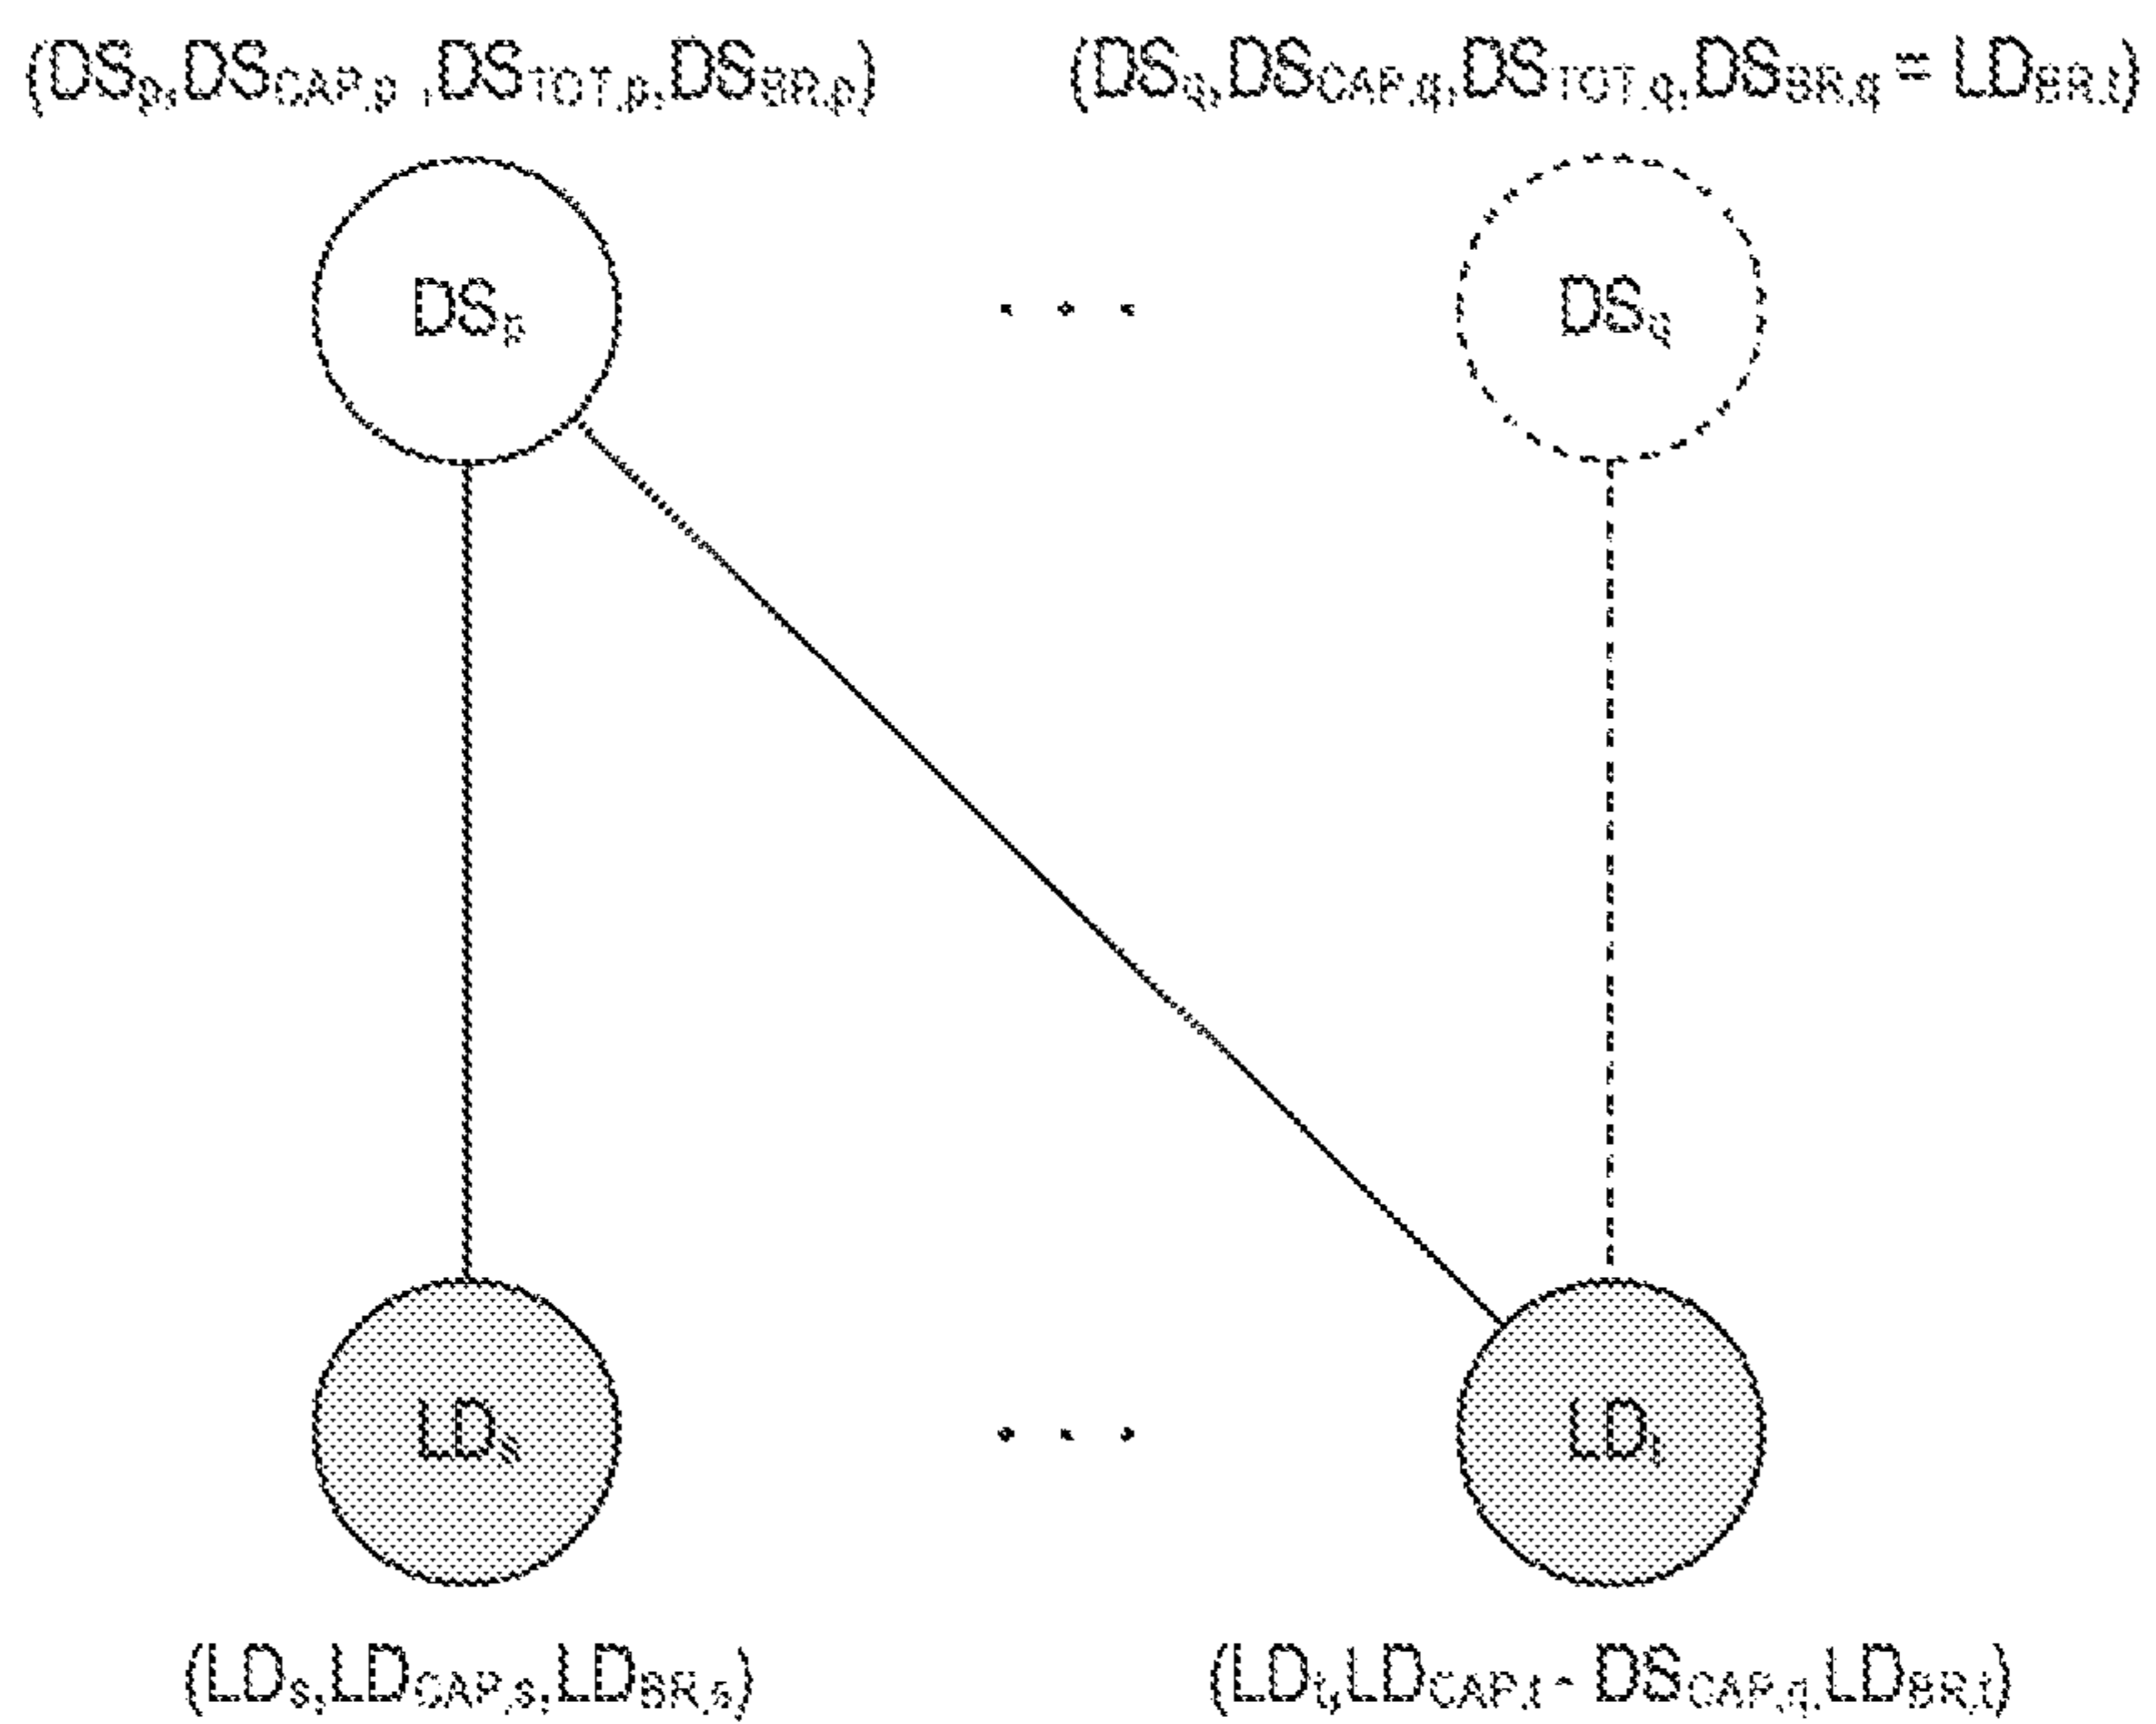 (DSp,DSCAP,p ,DSTOT,p,DSBR,p)
(DSq,DSCAP,q,DSTOT,q,DSBR,q = LDBR,t)
DSp
. . .
DSq
LDs
. . .
LDt
(LDs,LDCAP,s,LDBR,s)
(LDt,LDCAP,t - DSCAP,q,LDBR,t)